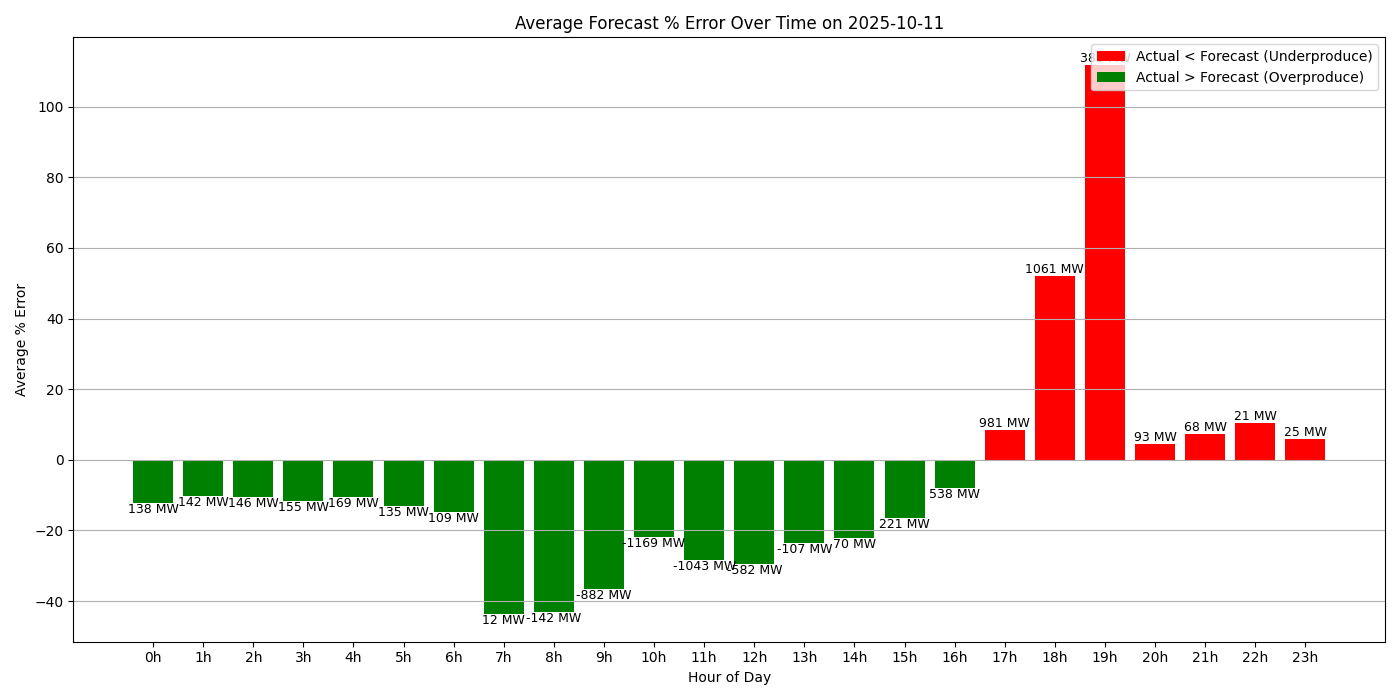 Average Forecast % Error Over Time on 2025-10-11
Actual < Forecast (Underproduce)
Actual > Forecast (Overproduce)
Average % Error
100
80
60
40
20
0
−20
−40
138 MW
142 MW
146 MW
155 MW
169 MW
135 MW
109 MW
12 MW
-142 MW
-882 MW
-1169 MW
-1043 MW
-582 MW
-107 MW
70 MW
221 MW
538 MW
981 MW
1061 MW
93 MW
68 MW
21 MW
25 MW
0h 1h 2h 3h 4h 5h 6h 7h 8h 9h 10h 11h 12h 13h 14h 15h 16h 17h 18h 19h 20h 21h 22h 23h
Hour of Day